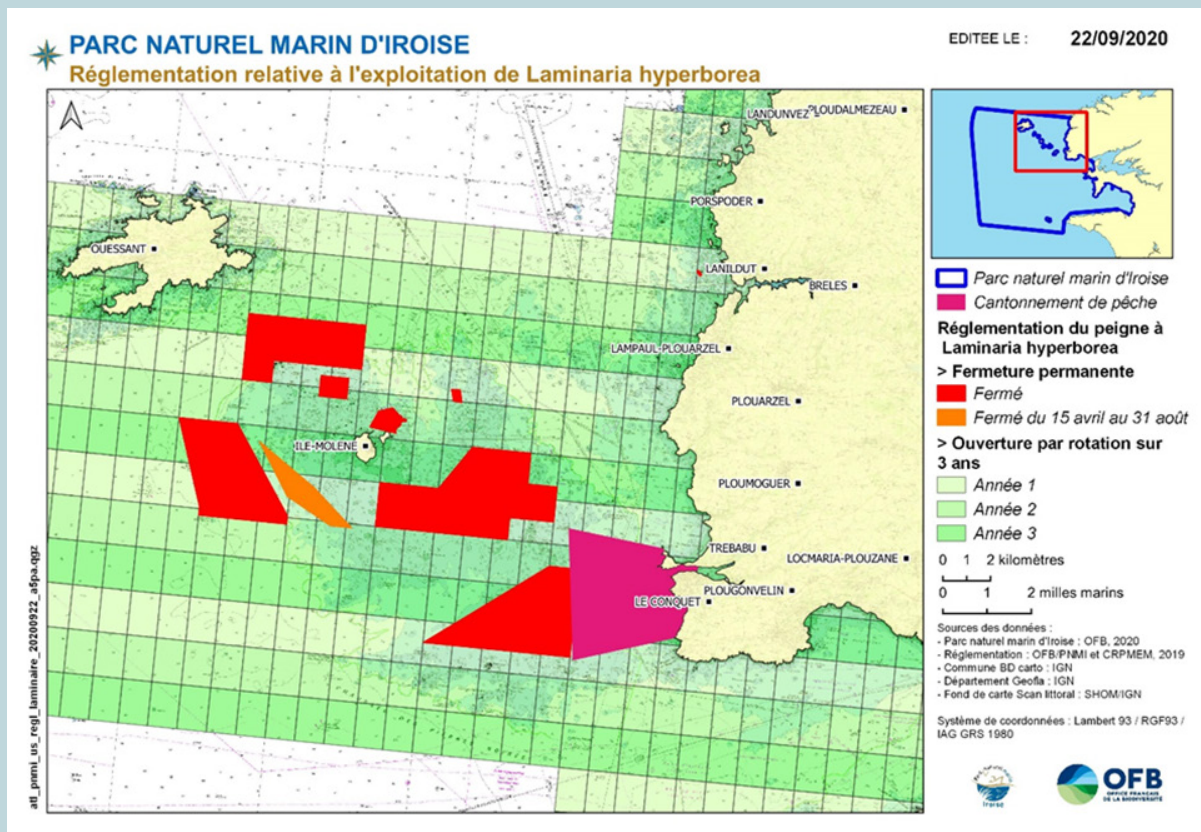 PARC NATUREL MARIN D'IROISE
Réglementation relative à l'exploitation de Laminaria hyperborea
EDITEE LE : 22/09/2020
LANDUNVEZ
PLOUDALMEZEAU
PORSPODER
OUESSANT
LANILDUT
BRELES
LAMPAUL-PLOUARZEL
PLOUARZEL
ILE-MOLENE
PLOUMOGUER
TREBABU
LOCMARIA-PLOUZANE
PLOUGONVELIN
LE CONQUET
Parc naturel marin d'Iroise
Cantonnement de pêche
Réglementation du peigne à
Laminaria hyperborea
> Fermeture permanente
Fermé
Fermé du 15 avril au 31 août
> Ouverture par rotation sur
3 ans
Année 1
Année 2
Année 3
0 1 2 kilomètres
0 2 milles marins
Sources des données :
- Parc naturel marin d'Iroise : OFB, 2020
- Réglementation : OFB/PNMI et CRPMEM, 2019
- Commune BD carto : IGN
- Département Geofla : IGN
- Fond de carte Scan littoral : SHOM/IGN
Système de coordonnées : Lambert 93 / RGF93 /
IAG GRS 1980
atl_pnmi_us_regl_laminaire_20200922_a5pa.qgz
Iroise
OFB
OFFICE FRANÇAIS
DE LA BIODIVERSITÉ